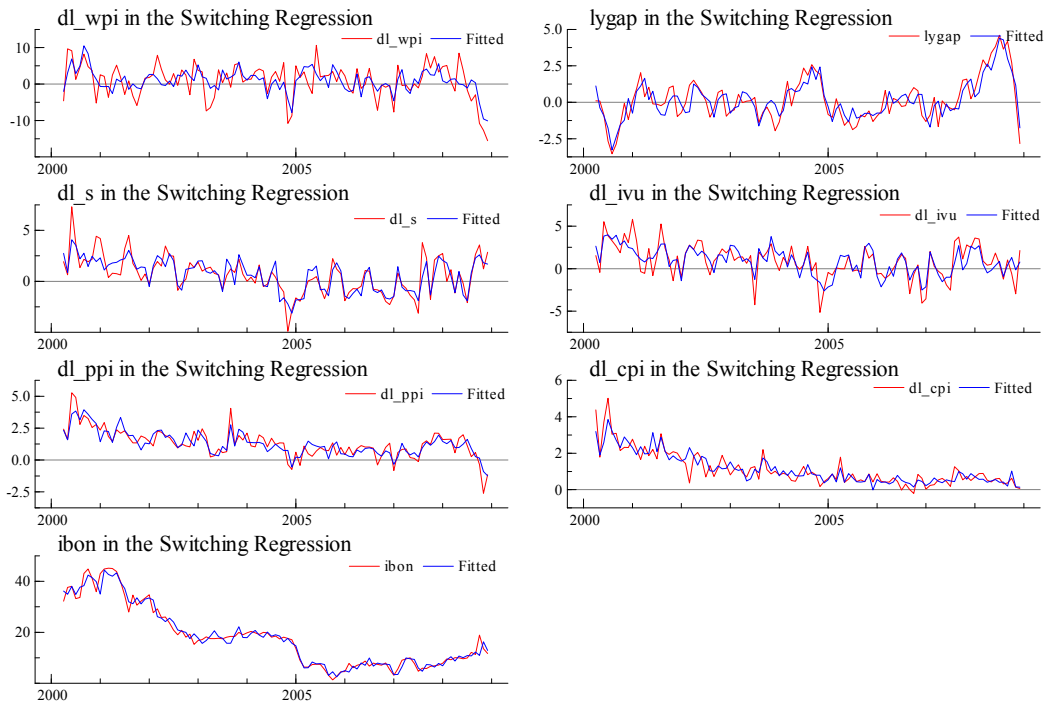 dl_wpi in the Switching Regression
dl_wpi Fitted
10
0
-10
2000 2005
lygap in the Switching Regression
lygap Fitted
5.0
2.5
0.0
-2.5
2000 2005
dl_s in the Switching Regression
dl_s Fitted
5
0
2000 2005
dl_ivu in the Switching Regression
dl_ivu Fitted
5
0
-5
2000 2005
dl_ppi in the Switching Regression
dl_ppi Fitted
5.0
2.5
0.0
-2.5
2000 2005
dl_cpi in the Switching Regression
dl_cpi Fitted
6
4
2
0
2000 2005
ibon in the Switching Regression
ibon Fitted
40
20
2000 2005